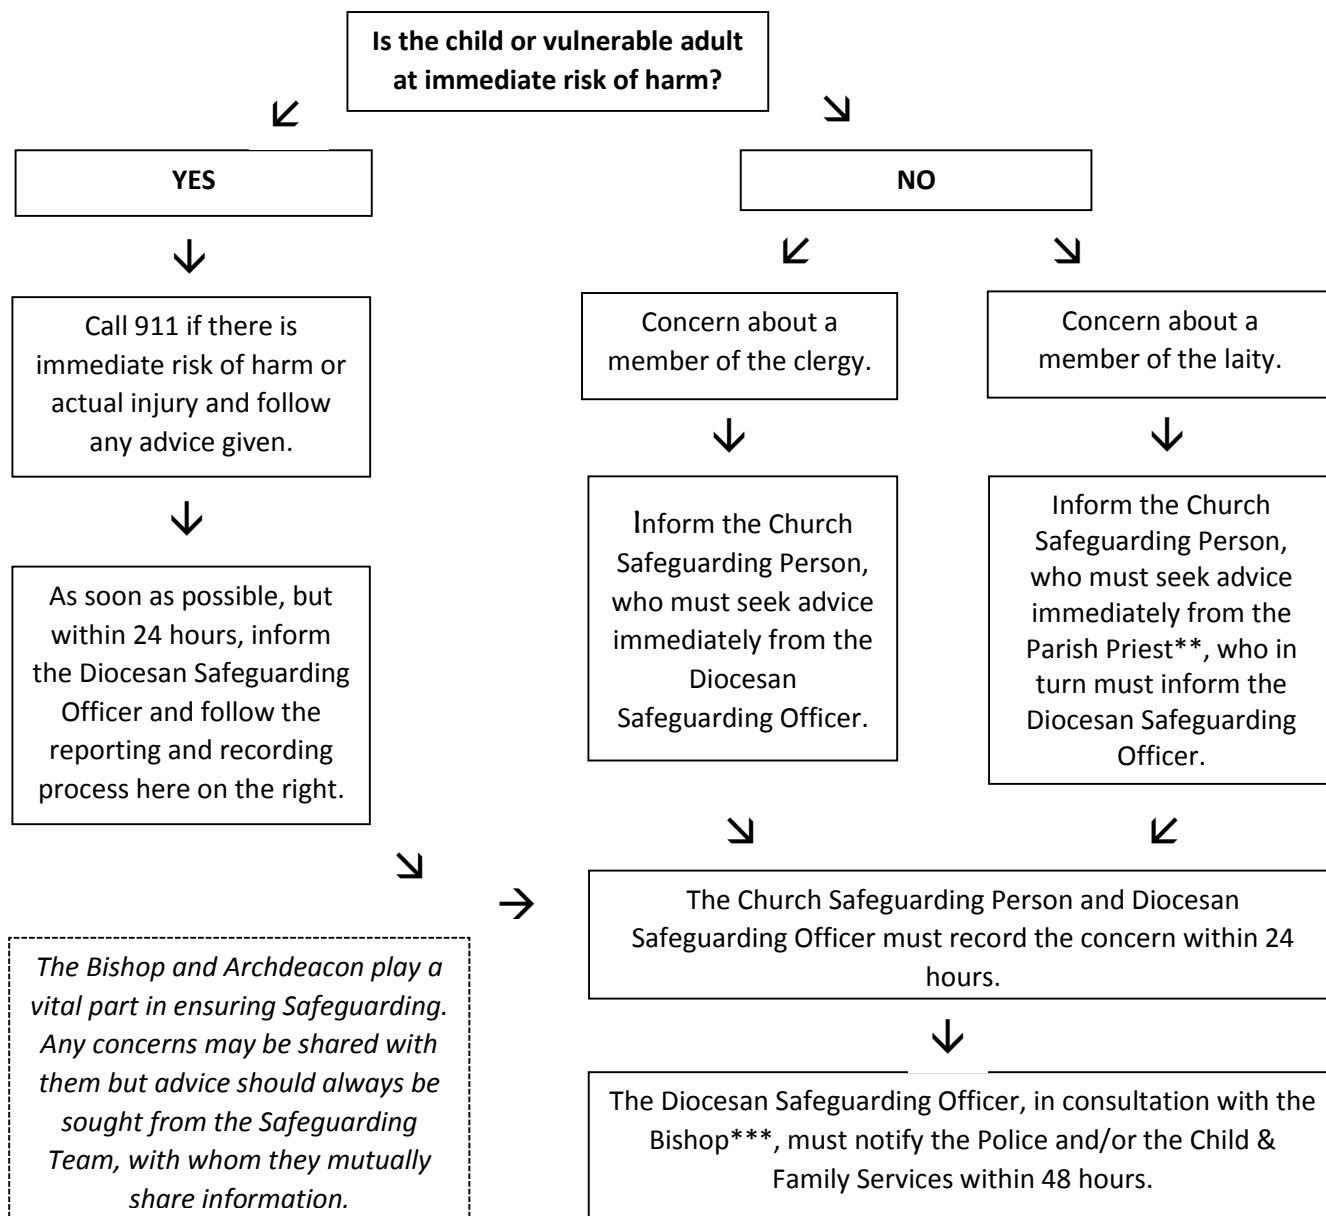 Is the child or vulnerable adult
at immediate risk of harm?
YES
NO
Call 911 if there is
immediate risk of harm or
actual injury and follow
any advice given.
Concern about a
member of the clergy.
Concern about a
member of the laity.
As soon as possible, but
within 24 hours, inform
the Diocesan Safeguarding
Officer and follow the
reporting and recording
process here on the right.
Inform the Church
Safeguarding Person,
who must seek advice
immediately from the
Diocesan
Safeguarding Officer.
Inform the Church
Safeguarding Person,
who must seek advice
immediately from the
Parish Priest**, who in
turn must inform the
Diocesan Safeguarding
Officer.
The Church Safeguarding Person and Diocesan
Safeguarding Officer must record the concern within 24
hours.
The Bishop and Archdeacon play a
vital part in ensuring Safeguarding.
Any concerns may be shared with
them but advice should always be
sought from the Safeguarding
Team, with whom they mutually
share information.
The Diocesan Safeguarding Officer, in consultation with the
Bishop***, must notify the Police and/or the Child &
Family Services within 48 hours.